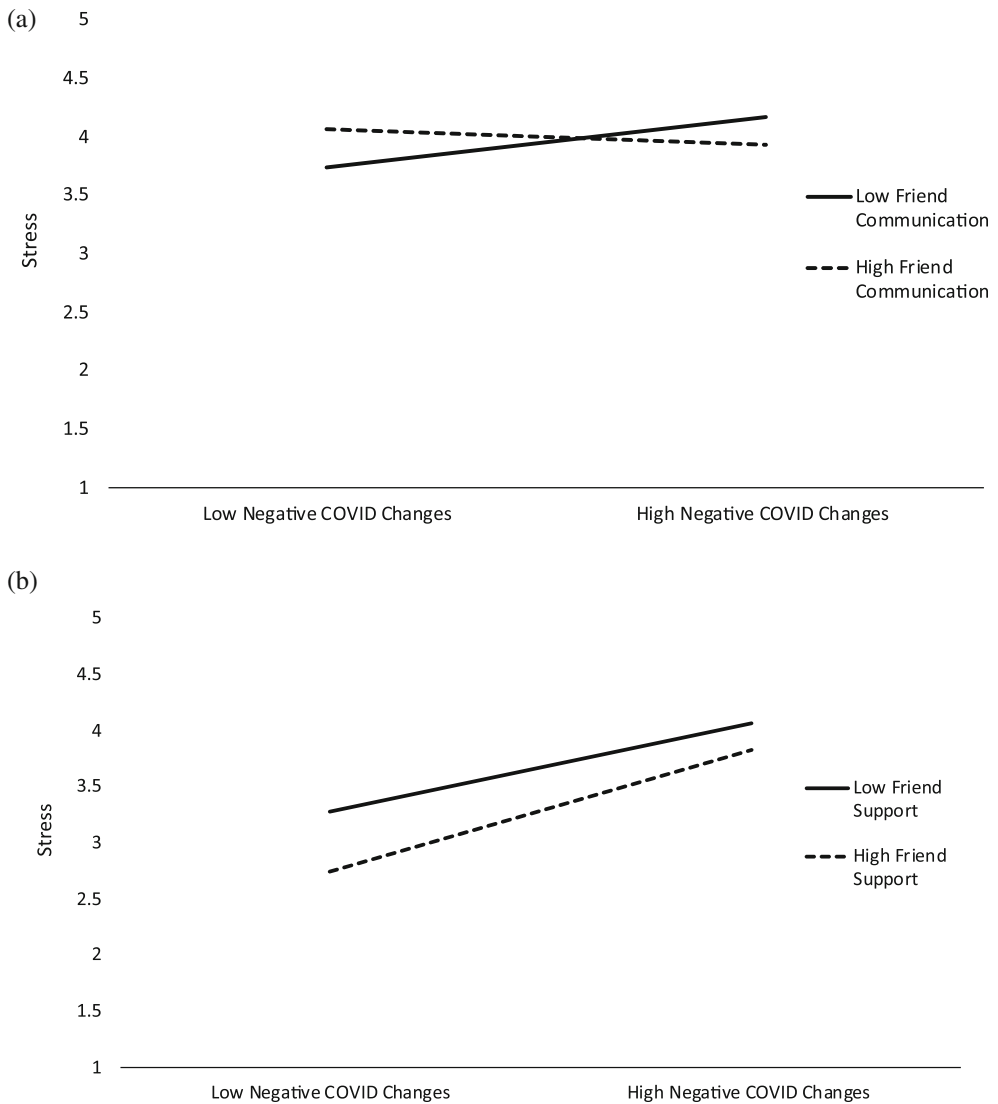 (a)
5
4.5
4
3.5
3
2.5
2
1.5
1
Stress
Low Negative COVID Changes
High Negative COVID Changes
Low Friend
Communication
High Friend
Communication
(b)
5
4.5
4
3.5
3
2.5
2
1.5
1
Stress
Low Negative COVID Changes
High Negative COVID Changes
Low Friend
Support
High Friend
Support